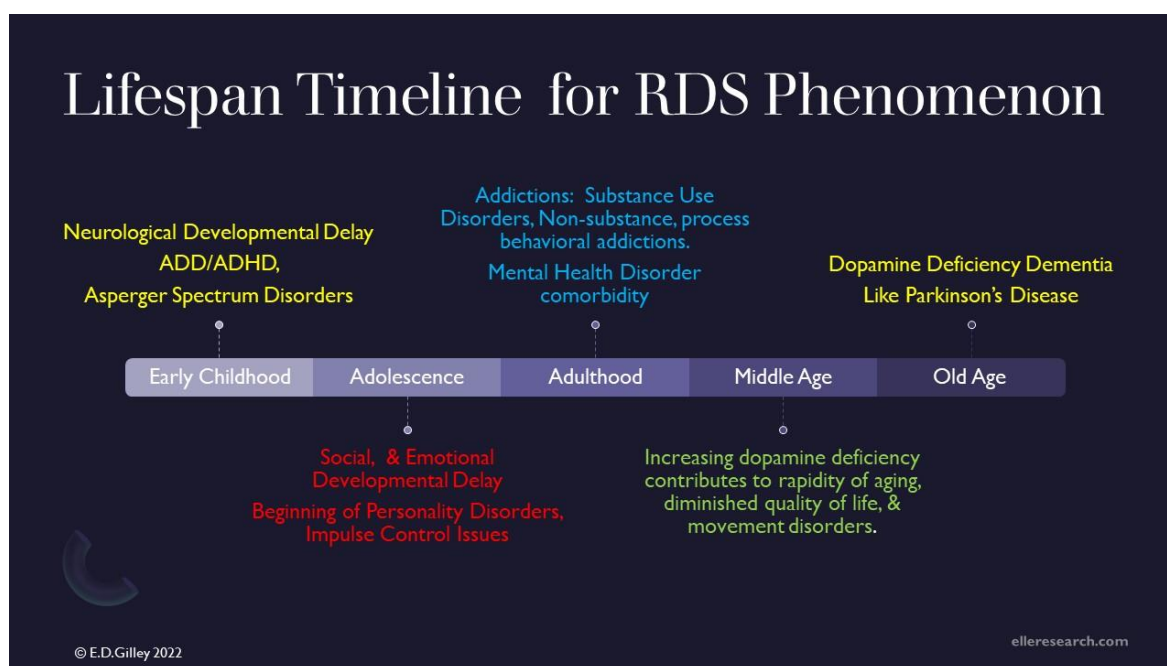 Lifespan Timeline for RDS Phenomenon
Neurological Developmental Delay
ADD/ADHD,
Asperger Spectrum Disorders
Addictions: Substance Use
Disorders, Non-substance, process
behavioral addictions.
Mental Health Disorder
comorbidity
Dopamine Deficiency Dementia
Like Parkinson's Disease
Early Childhood
Adolescence
Adulthood
Middle Age
Old Age
Social, & Emotional
Developmental Delay
Beginning of Personality Disorders,
Impulse Control Issues
Increasing dopamine deficiency
contributes to rapidity of aging,
diminished quality of life, &
movement disorders.
© E.D.Gilley 2022
elleresearch.com